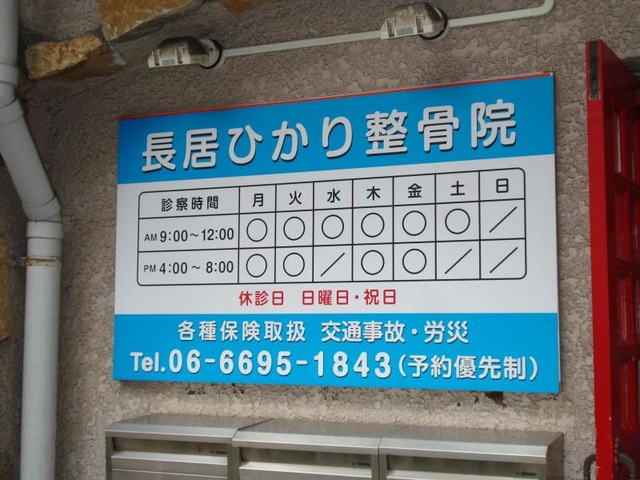 長居ひかり整骨院
診察時間 月 火 水 木 金 土 日
AM 9:00～12:00 ○ ○ ○ ○ ○ ○ ／
PM 4:00～8:00 ○ ○ ／ ○ ○ ／ ／
休診日 日曜日・祝日
各種保険取扱 交通事故・労災
Tel.06-6695-1843(予約優先制)